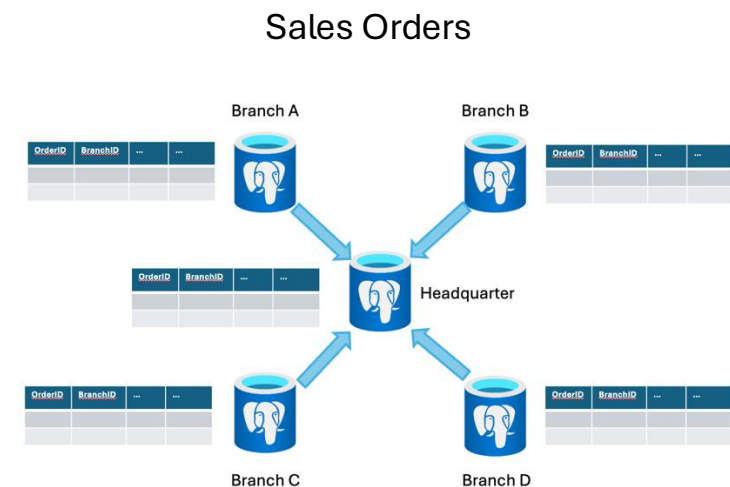 Sales Orders
Branch A
Branch B
OrderID BranchID ... ...
OrderID BranchID ... ...
OrderID BranchID ... ...
Headquarter
OrderID BranchID ... ...
OrderID BranchID ... ...
Branch C
Branch D